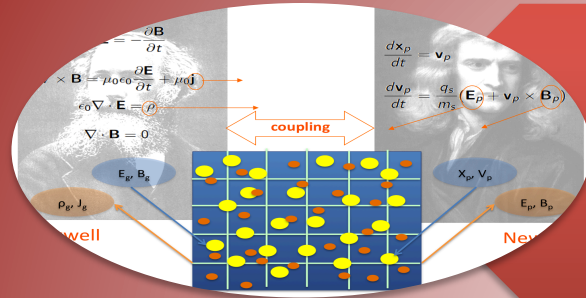 = −∂B/∂t
× B = μ₀ϵ₀ ∂E/∂t + μ₀j
ϵ₀∇ · E = ρ
∇ · B = 0
coupling
dxₚ/dt = vₚ
dvₚ/dt = qₛ/mₛ (Eₚ + vₚ × Bₚ)
E_g, B_g
ρ_g, J_g
Xₚ, Vₚ
Eₚ, Bₚ
well
New